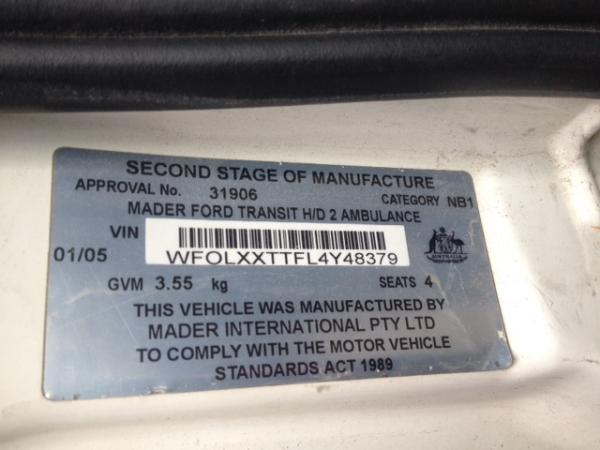 SECOND STAGE OF MANUFACTURE
APPROVAL No. 31906 CATEGORY NB1
MADER FORD TRANSIT H/D 2 AMBULANCE
VIN
01/05 WFOLXXTTFL4Y48379
AUSTRALIA
GVM 3.55 kg SEATS 4
THIS VEHICLE WAS MANUFACTURED BY
MADER INTERNATIONAL PTY LTD
TO COMPLY WITH THE MOTOR VEHICLE
STANDARDS ACT 1989